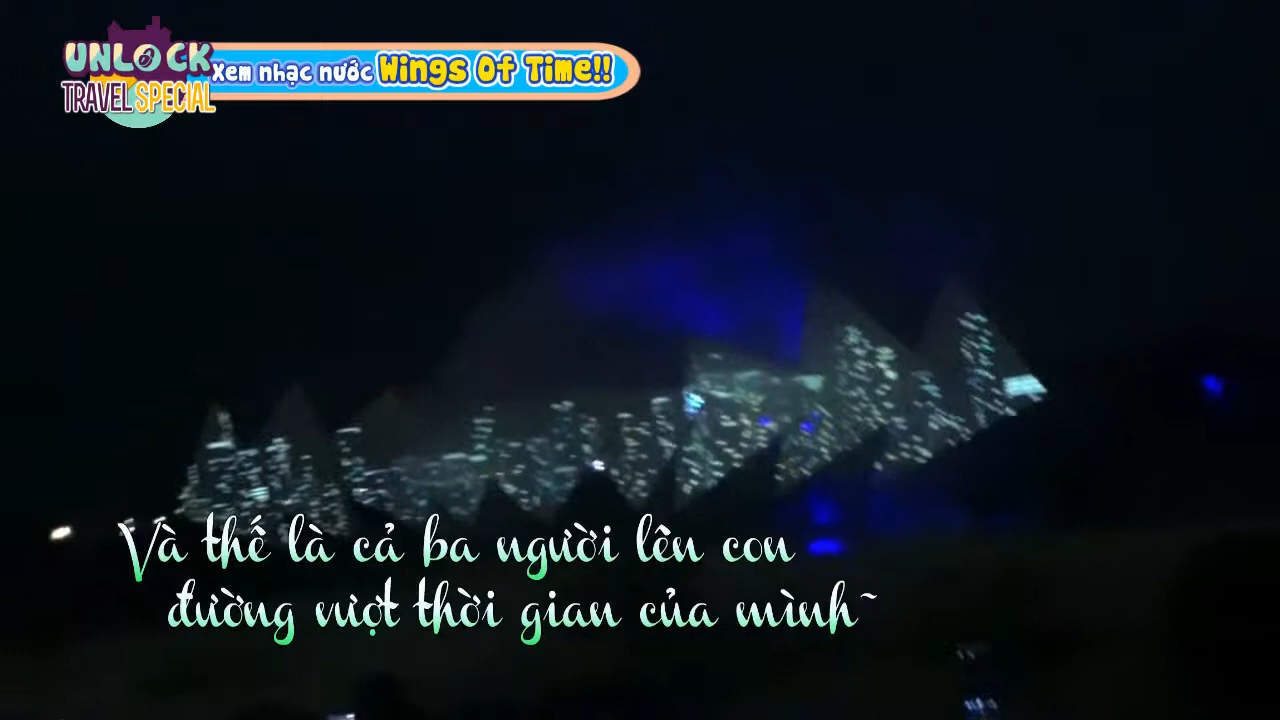 UNLOCK
TRAVEL SPECIAL
Xem nhạc nước Wings Of Time!!
Và thế là cả ba người lên con
đường vượt thời gian của mình~